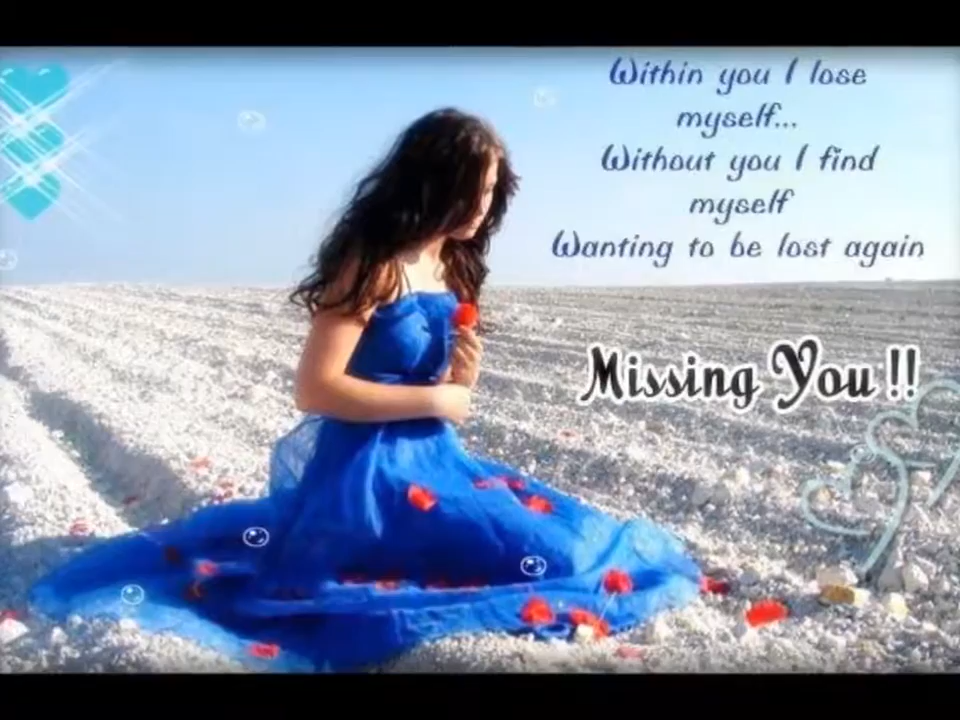 Within you I lose
myself...
Without you I find
myself
Wanting to be lost again
Missing You !!